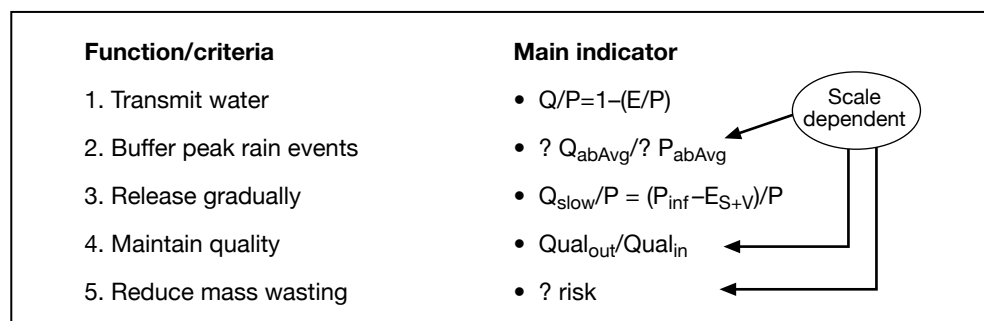 Function/criteria Main indicator
1. Transmit water • Q/P=1–(E/P)
2. Buffer peak rain events • ? Q_abAvg/? P_abAvg
3. Release gradually • Q_slow/P = (P_inf–E_S+V)/P
4. Maintain quality • Qual_out/Qual_in
5. Reduce mass wasting • ? risk
Scale
dependent